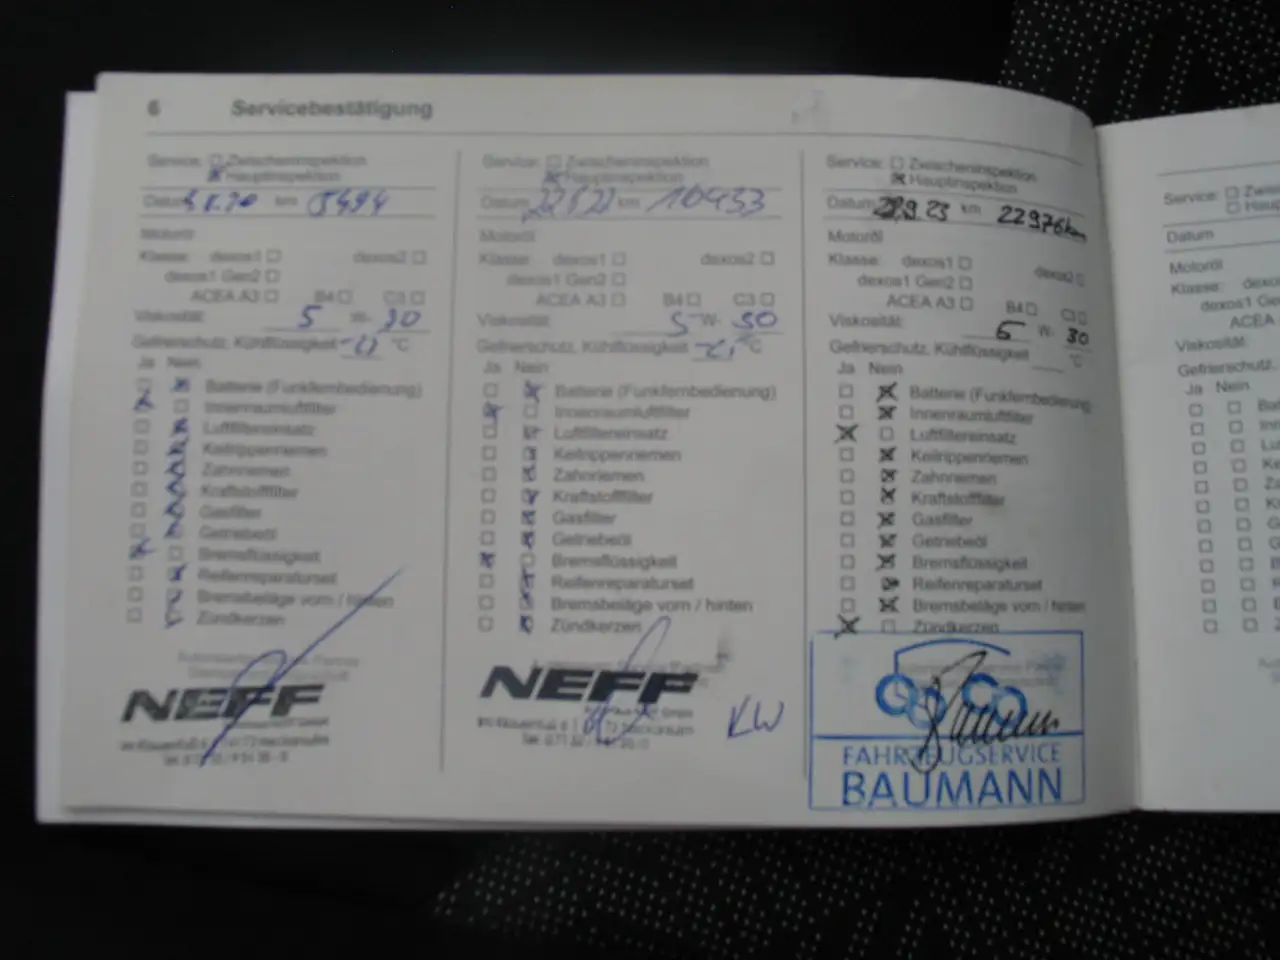 6 Servicebestätigung
Service: Zwischeninspektion
Hauptinspektion
Datum km
Motoröl
Klasse: dexos1 dexos2
dexos1 Gen2
ACEA A3 B4 C3
Viskosität: 5 W- 30
Gefrierschutz, Kühlflüssigkeit °C
Ja Nein
Batterie (Funkfernbedienung)
Innenraumluftfilter
Luftfiltereinsatz
Keilrippenriemen
Zahnriemen
Kraftstofffilter
Gasfilter
Getriebeöl
Bremsflüssigkeit
Reifenreparaturset
Bremsbeläge vorn / hinten
Zündkerzen
NEFF
Service: Zwischeninspektion
Hauptinspektion
Datum km 10433
Motoröl
Klasse: dexos1 dexos2
dexos1 Gen2
ACEA A3 B4 C3
Viskosität: 5 W- 30
Gefrierschutz, Kühlflüssigkeit °C
Ja Nein
Batterie (Funkfernbedienung)
Innenraumluftfilter
Luftfiltereinsatz
Keilrippenriemen
Zahnriemen
Kraftstofffilter
Gasfilter
Getriebeöl
Bremsflüssigkeit
Reifenreparaturset
Bremsbeläge vorn / hinten
Zündkerzen
NEFF
KW
Service: Zwischeninspektion
Hauptinspektion
Datum km 22976km
Motoröl
Klasse: dexos1 dexos2
dexos1 Gen2
ACEA A3 B4 C3
Viskosität: 5 W- 30
Gefrierschutz, Kühlflüssigkeit °C
Ja Nein
Batterie (Funkfernbedienung)
Innenraumluftfilter
Luftfiltereinsatz
Keilrippenriemen
Zahnriemen
Kraftstofffilter
Gasfilter
Getriebeöl
Bremsflüssigkeit
Reifenreparaturset
Bremsbeläge vorn / hinten
Zündkerzen
FAHRZEUGSERVICE
BAUMANN
Service:
Datum
Motoröl
Klasse:
dexos1
ACEA
Viskosität:
Gefrierschutz,
Ja Nein